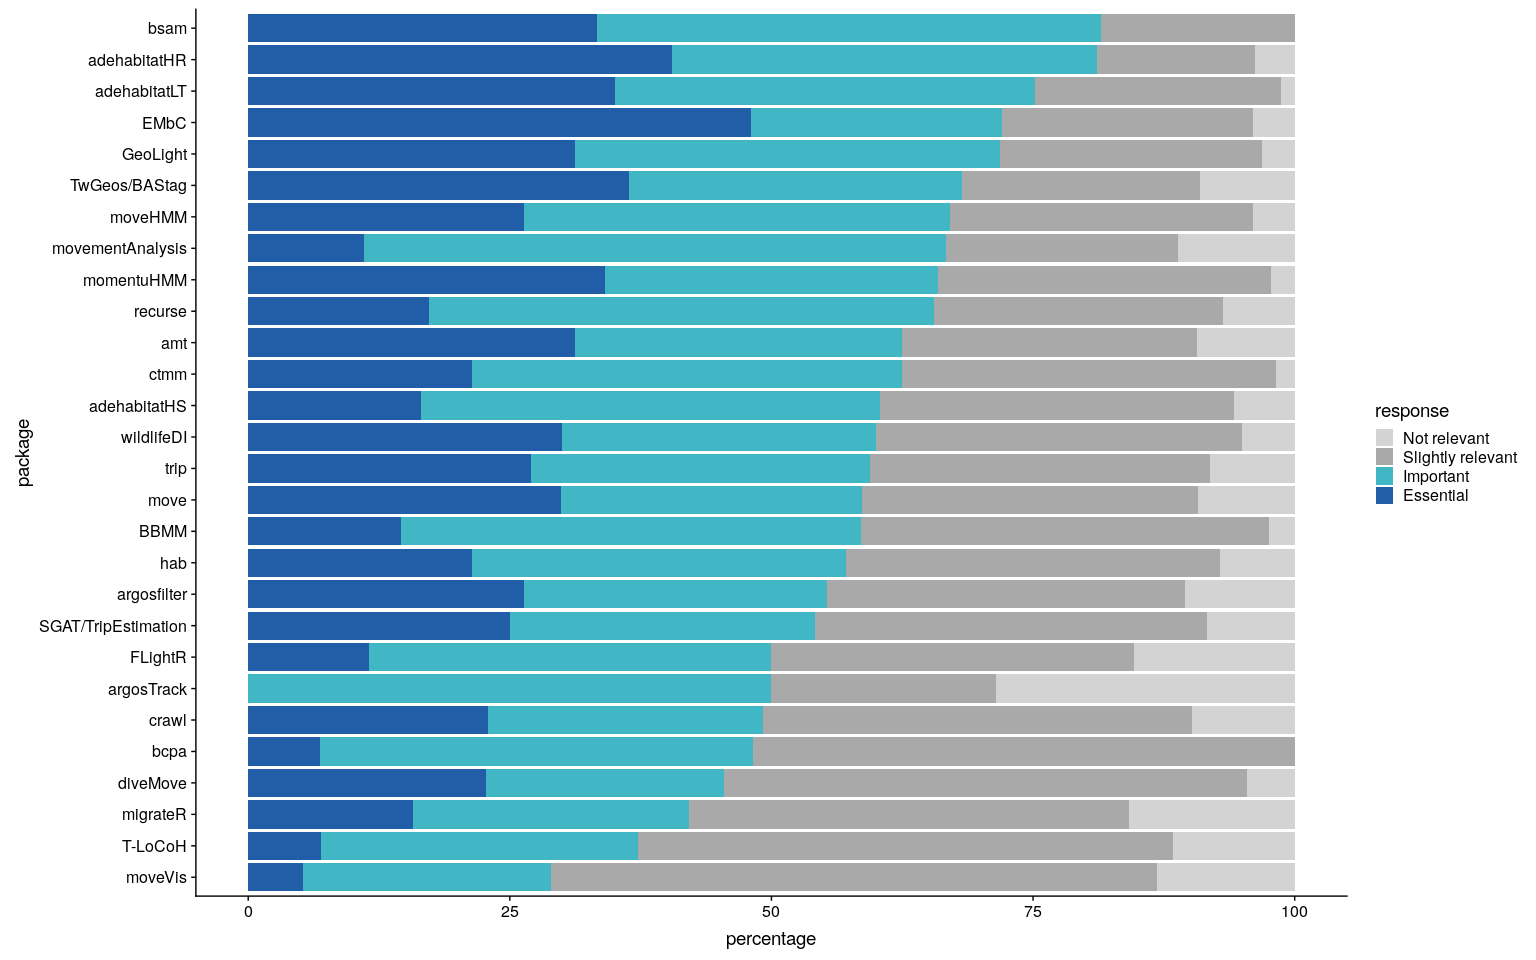 bsam
adehabitatHR
adehabitatLT
EMbC
GeoLight
TwGeos/BAStag
moveHMM
movementAnalysis
momentuHMM
recurse
amt
ctmm
adehabitatHS
wildlifeDI
trip
move
BBMM
hab
argosfilter
SGAT/TripEstimation
FLightR
argosTrack
crawl
bcpa
diveMove
migrateR
T-LoCoH
moveVis
package
0 25 50 75 100
percentage
response
Not relevant
Slightly relevant
Important
Essential